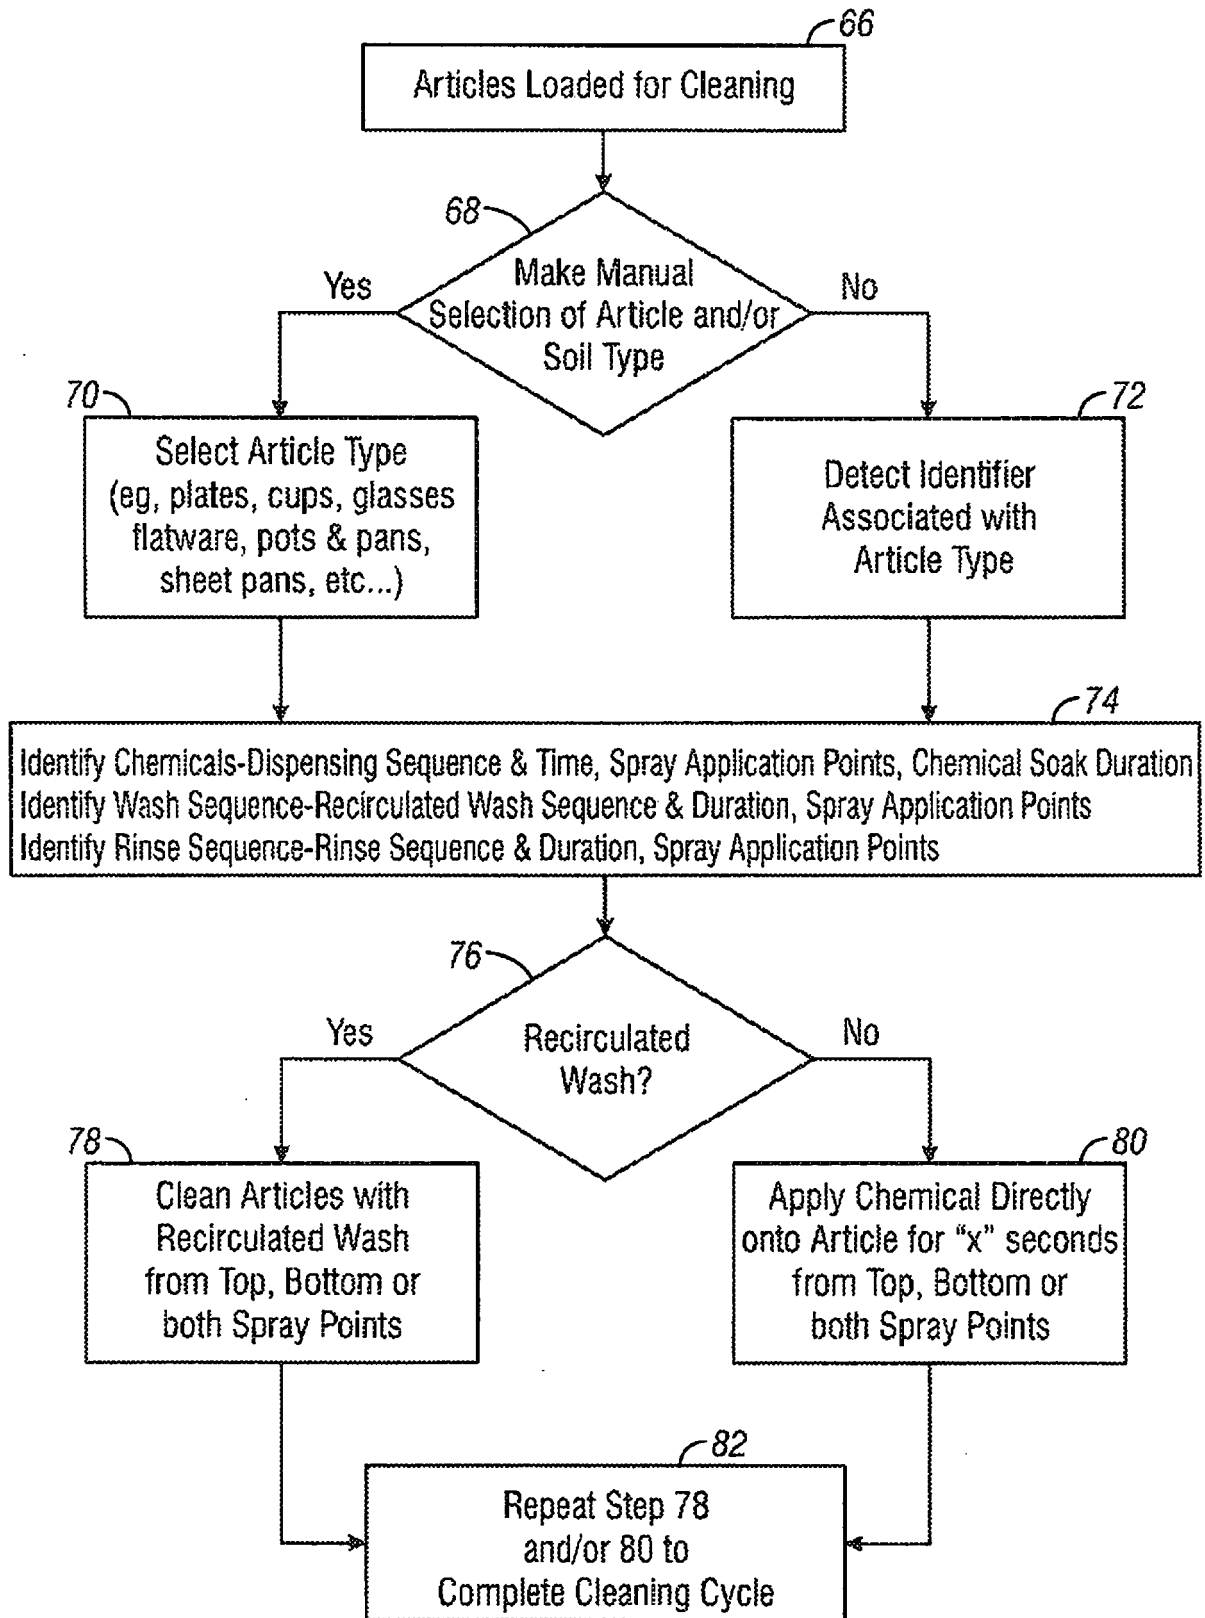 66
Articles Loaded for Cleaning
68
Make Manual
Selection of Article and/or
Soil Type
Yes
No
70
Select Article Type
(eg, plates, cups, glasses
flatware, pots & pans,
sheet pans, etc...)
72
Detect Identifier
Associated with
Article Type
74
Identify Chemicals-Dispensing Sequence & Time, Spray Application Points, Chemical Soak Duration
Identify Wash Sequence-Recirculated Wash Sequence & Duration, Spray Application Points
Identify Rinse Sequence-Rinse Sequence & Duration, Spray Application Points
76
Recirculated
Wash?
Yes
No
78
Clean Articles with
Recirculated Wash
from Top, Bottom or
both Spray Points
80
Apply Chemical Directly
onto Article for “x” seconds
from Top, Bottom or
both Spray Points
82
Repeat Step 78
and/or 80 to
Complete Cleaning Cycle